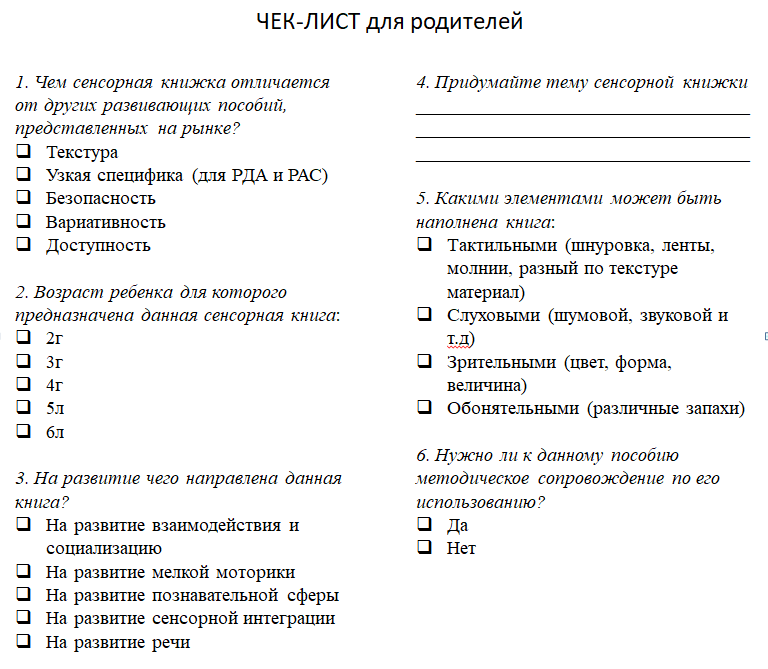 ЧЕК-ЛИСТ для родителей
1. Чем сенсорная книжка отличается
от других развивающих пособий,
представленных на рынке?
❑ Текстура
❑ Узкая специфика (для РДА и РАС)
❑ Безопасность
❑ Вариативность
❑ Доступность
2. Возраст ребенка для которого
предназначена данная сенсорная книга:
❑ 2г
❑ 3г
❑ 4г
❑ 5л
❑ 6л
3. На развитие чего направлена данная
книга?
❑ На развитие взаимодействия и
социализацию
❑ На развитие мелкой моторики
❑ На развитие познавательной сферы
❑ На развитие сенсорной интеграции
❑ На развитие речи
4. Придумайте тему сенсорной книжки
5. Какими элементами может быть
наполнена книга:
❑ Тактильными (шнуровка, ленты,
молнии, разный по текстуре
материал)
❑ Слуховыми (шумовой, звуковой и
т.д)
❑ Зрительными (цвет, форма,
величина)
❑ Обонятельными (различные запахи)
6. Нужно ли к данному пособию
методическое сопровождение по его
использованию?
❑ Да
❑ Нет